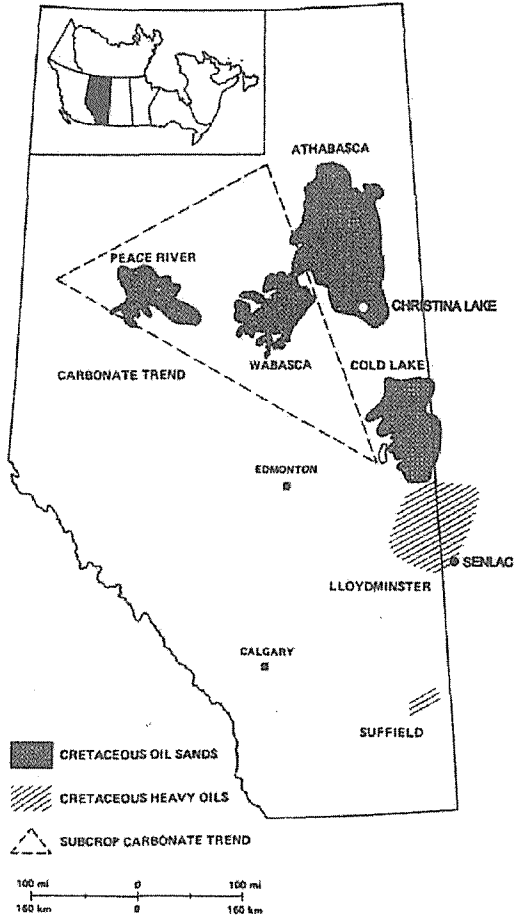 ATHABASCA
PEACE RIVER
CHRISTINA LAKE
WABASCA
COLD LAKE
CARBONATE TREND
EDMONTON
SENLAC
LLOYDMINSTER
CALGARY
SUFFIELD
CRETACEOUS OIL SANDS
CRETACEOUS HEAVY OILS
SUBCROP CARBONATE TREND
100 mi 0 100 mi
160 km 0 160 km